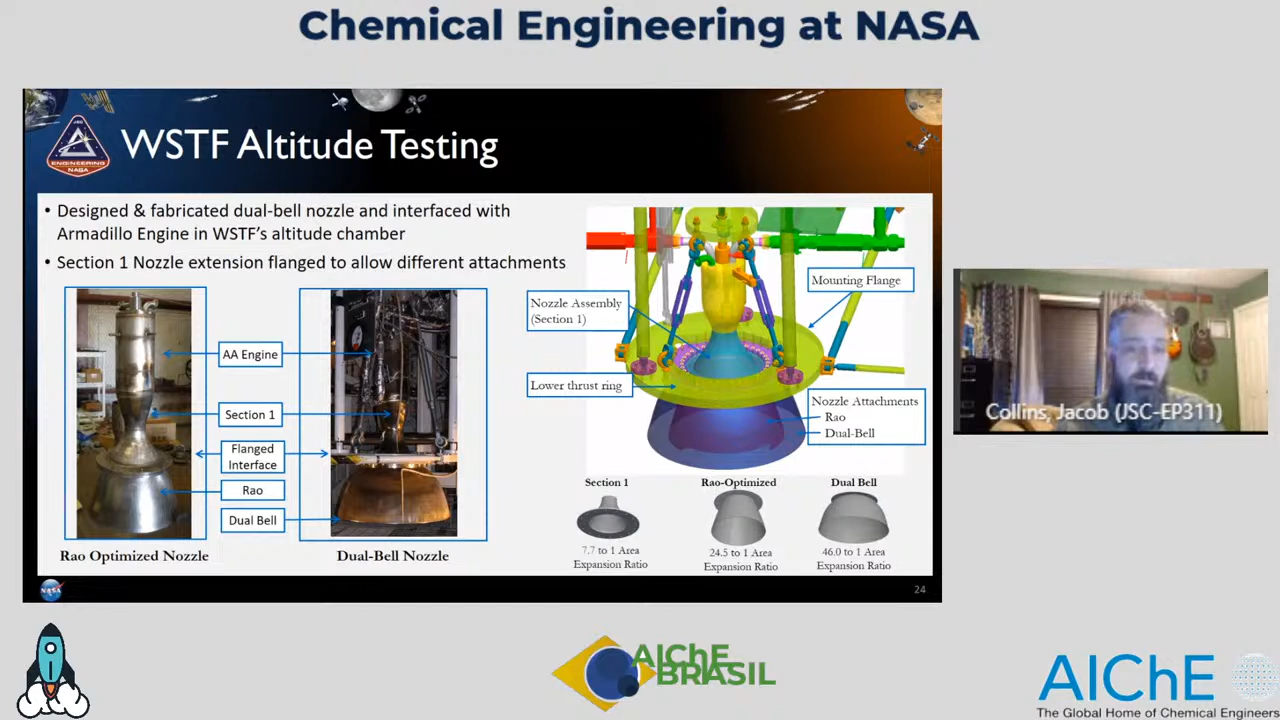 Chemical Engineering at NASA
JSC
ENGINEERING
NASA
WSTF Altitude Testing
• Designed & fabricated dual-bell nozzle and interfaced with
Armadillo Engine in WSTF's altitude chamber
• Section 1 Nozzle extension flanged to allow different attachments
AA Engine
Section 1
Flanged
Interface
Rao
Dual Bell
Rao Optimized Nozzle
Dual-Bell Nozzle
Nozzle Assembly
(Section 1)
Mounting Flange
Lower thrust ring
Nozzle Attachments
Rao
Dual-Bell
Section 1
7.7 to 1 Area
Expansion Ratio
Rao-Optimized
24.5 to 1 Area
Expansion Ratio
Dual Bell
46.0 to 1 Area
Expansion Ratio
NASA
24
Collins, Jacob (JSC-EP311)
AIChE
BRASIL
AIChE
The Global Home of Chemical Engineers